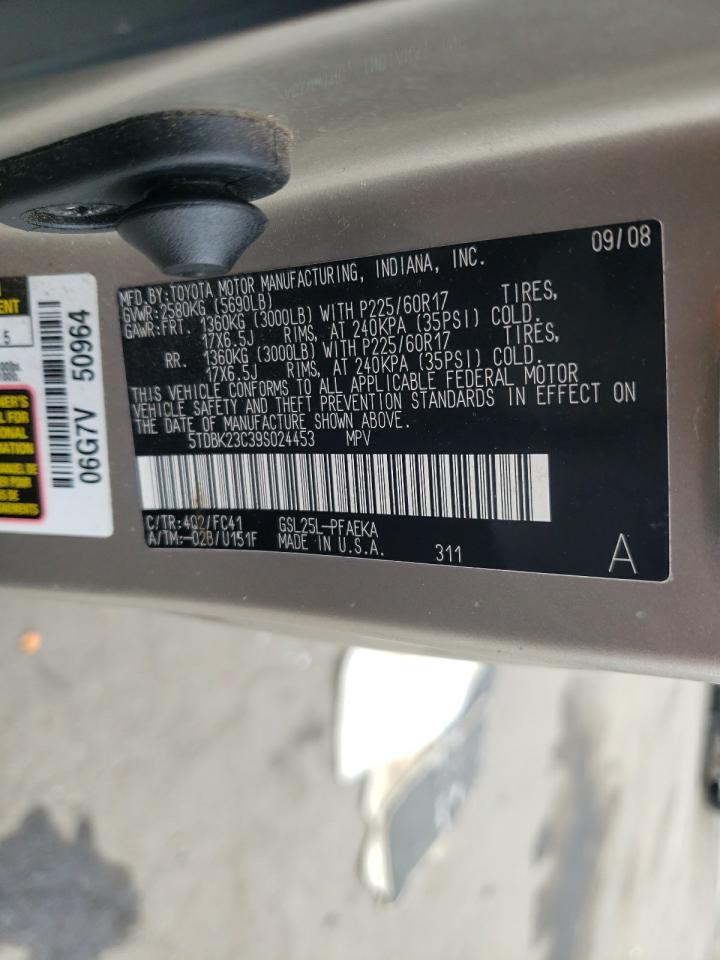 09/08
MFD.BY:TOYOTA MOTOR MANUFACTURING, INDIANA, INC.
GVWR: 2580KG (5690LB)
GAWR:FRT. 1360KG (3000LB) WITH P225/60R17 TIRES,
17X6.5J RIMS, AT 240KPA (35PSI) COLD.
RR. 1360KG (3000LB) WITH P225/60R17 TIRES,
17X6.5J RIMS, AT 240KPA (35PSI) COLD.
THIS VEHICLE CONFORMS TO ALL APPLICABLE FEDERAL MOTOR
VEHICLE SAFETY AND THEFT PREVENTION STANDARDS IN EFFECT ON
THE DATE OF MANUFACTURE SHOWN ABOVE.
5TDBK23C39S024453 MPV
C/TR:4Q2/FC41 GSL25L-PFAEKA
A/TM:-02B/U151F MADE IN U.S.A. 311 A
06G7V 50964
5